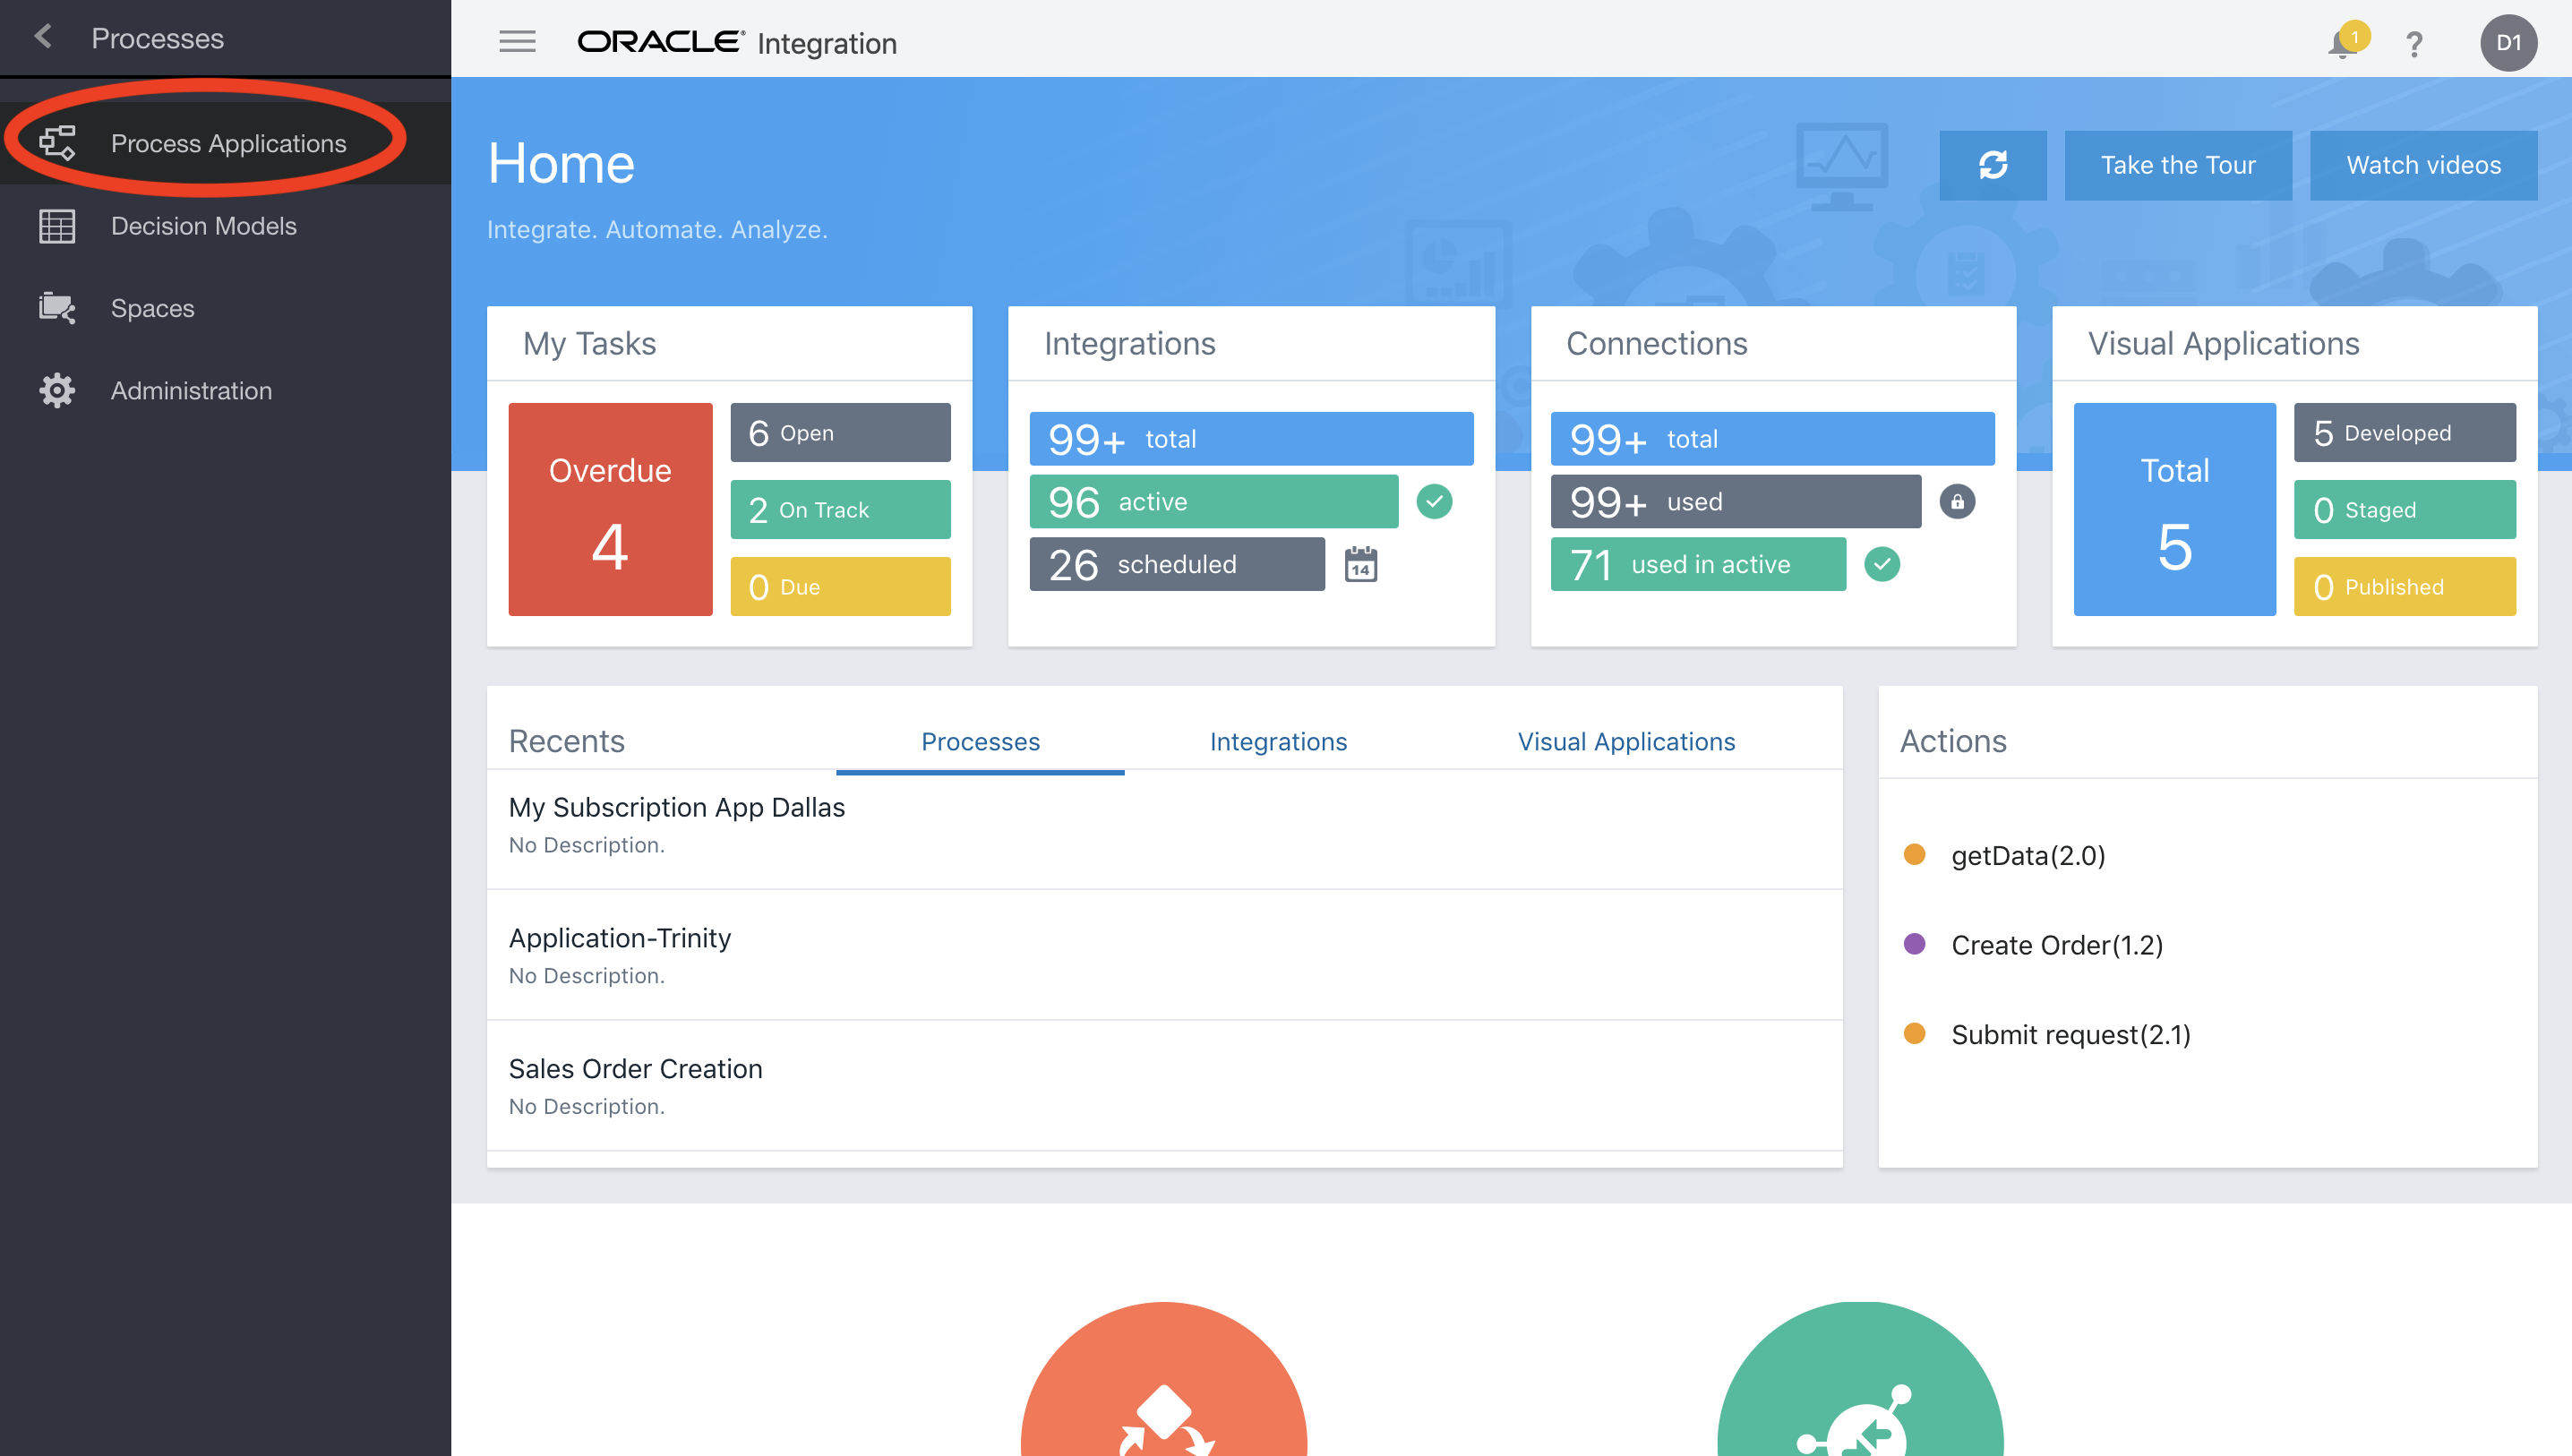 Processes
Process Applications
Decision Models
Spaces
Administration
ORACLE® Integration
1
?
D1
Home
Integrate. Automate. Analyze.
Take the Tour
Watch videos
My Tasks
Overdue
4
6 Open
2 On Track
0 Due
Integrations
99+ total
96 active
26 scheduled
14
Connections
99+ total
99+ used
71 used in active
Visual Applications
Total
5
5 Developed
0 Staged
0 Published
Recents
Processes
Integrations
Visual Applications
My Subscription App Dallas
No Description.
Application-Trinity
No Description.
Sales Order Creation
No Description.
Actions
getData(2.0)
Create Order(1.2)
Submit request(2.1)